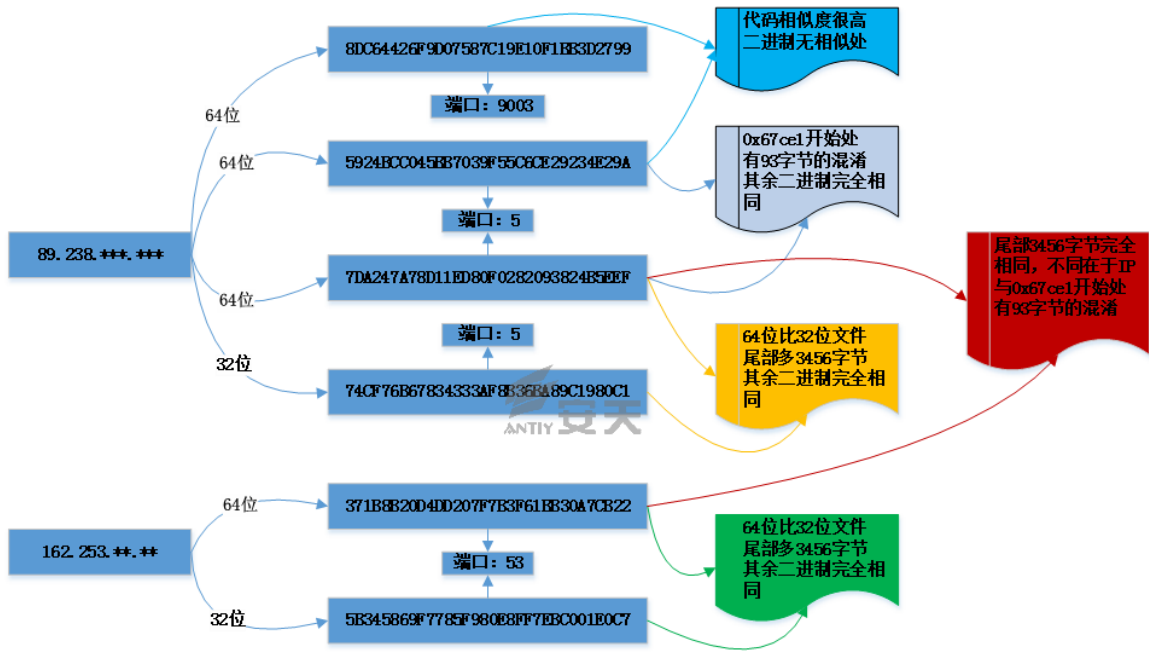 8DC64426F9D07587C19E10F1BB3D2799
代码相似度很高
二进制无相似处
64位
端口：9003
64位
5924BCC045BB7039F55C6CE29234E29A
0x67ce1开始处
有93字节的混淆
其余二进制完全相
同
端口：5
89.238.***.***
64位
7DA247A78D11ED80F0282093824B5EEF
尾部3456字节完全
相同，不同在于IP
与0x67ce1开始处
有93字节的混淆
端口：5
64位比32位文件
尾部多3456字节
其余二进制完全相
同
32位
74CF76B67834333AF8B36BA89C1980C1
ANTIY 安天
64位
371B8B20D4DD207F7B3F61BB30A7CB22
162.253.**.**
端口：53
64位比32位文件
尾部多3456字节
其余二进制完全相
同
32位
5B345869F7785F980E8FF7EBC001E0C7